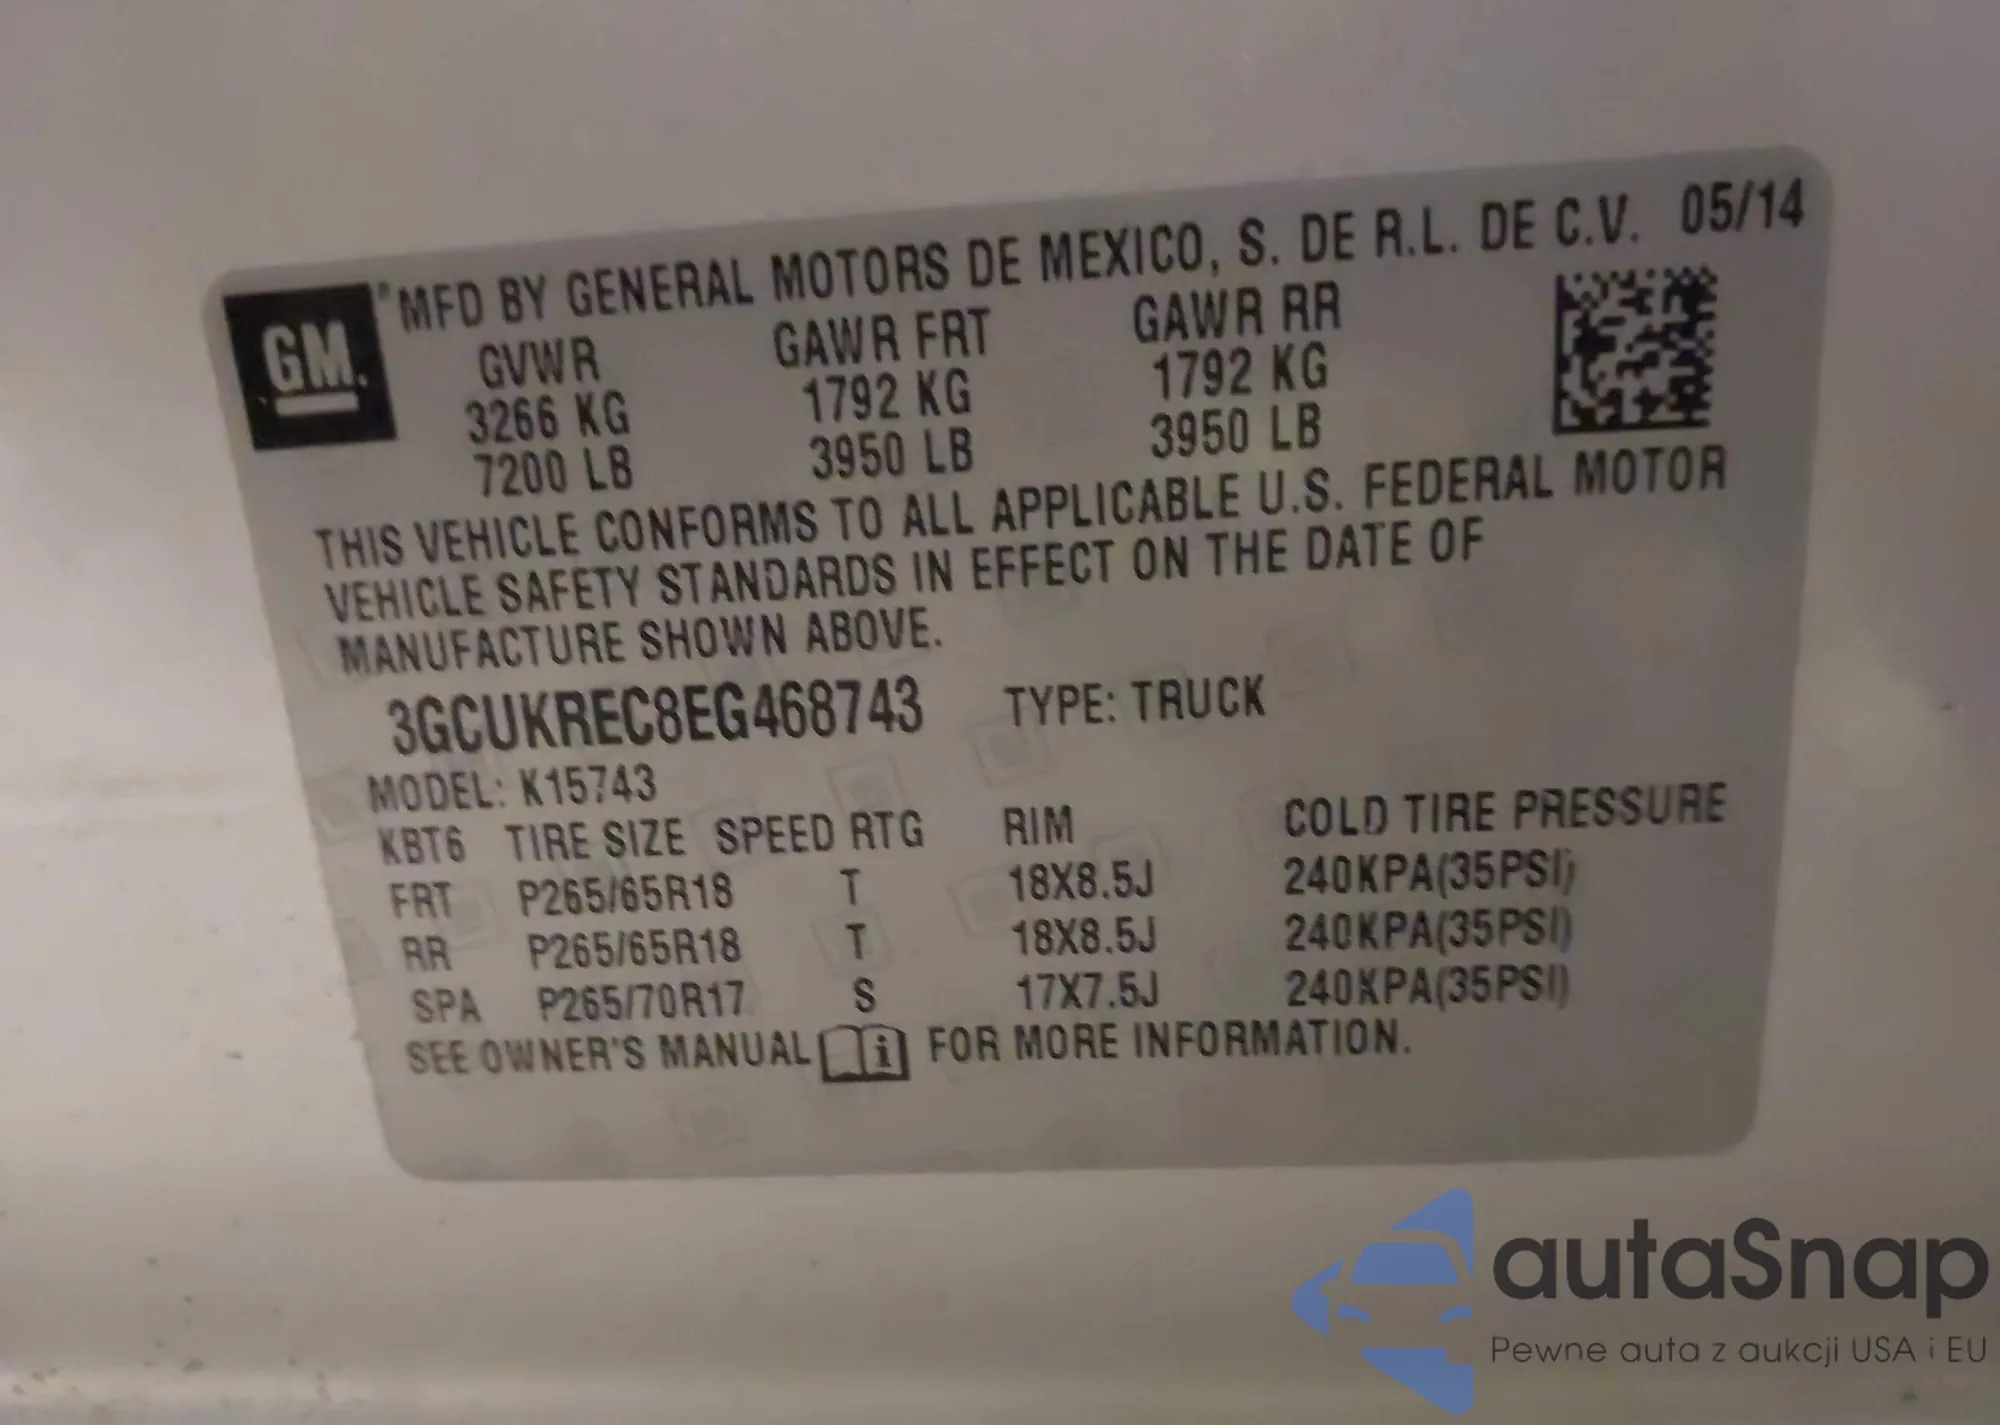 GM
MFD BY GENERAL MOTORS DE MEXICO, S. DE R.L. DE C.V. 05/14
GVWR GAWR FRT GAWR RR
3266 KG 1792 KG 1792 KG
7200 LB 3950 LB 3950 LB
THIS VEHICLE CONFORMS TO ALL APPLICABLE U.S. FEDERAL MOTOR
VEHICLE SAFETY STANDARDS IN EFFECT ON THE DATE OF
MANUFACTURE SHOWN ABOVE.
3GCUKREC8EG468743 TYPE: TRUCK
MODEL: K15743
KBT6 TIRE SIZE SPEED RTG RIM COLD TIRE PRESSURE
FRT P265/65R18 T 18X8.5J 240KPA(35PSI)
RR P265/65R18 T 18X8.5J 240KPA(35PSI)
SPA P265/70R17 S 17X7.5J 240KPA(35PSI)
SEE OWNER'S MANUAL i FOR MORE INFORMATION.
autaSnap
Pewne auta z aukcji USA i EU